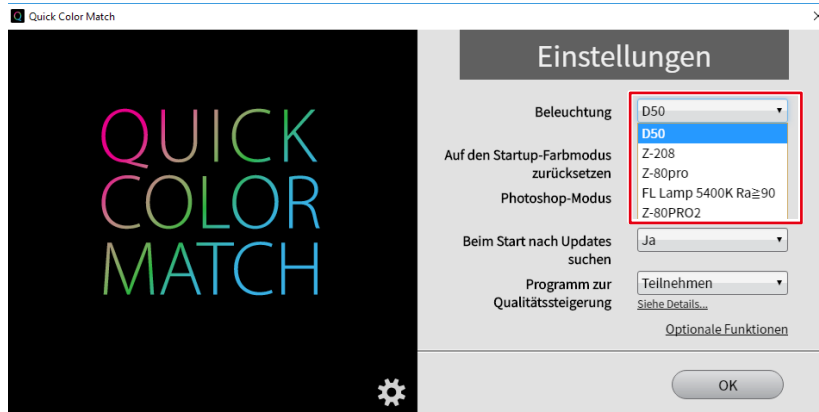 Quick Color Match
QUICK
COLOR
MATCH
Einstellungen
Beleuchtung
D50
D50
Z-208
Z-80pro
FL Lamp 5400K Ra≧90
Z-80PRO2
Auf den Startup-Farbmodus
zurücksetzen
Photoshop-Modus
Beim Start nach Updates
suchen
Ja
Programm zur
Qualitätssteigerung
Teilnehmen
Siehe Details...
Optionale Funktionen
OK